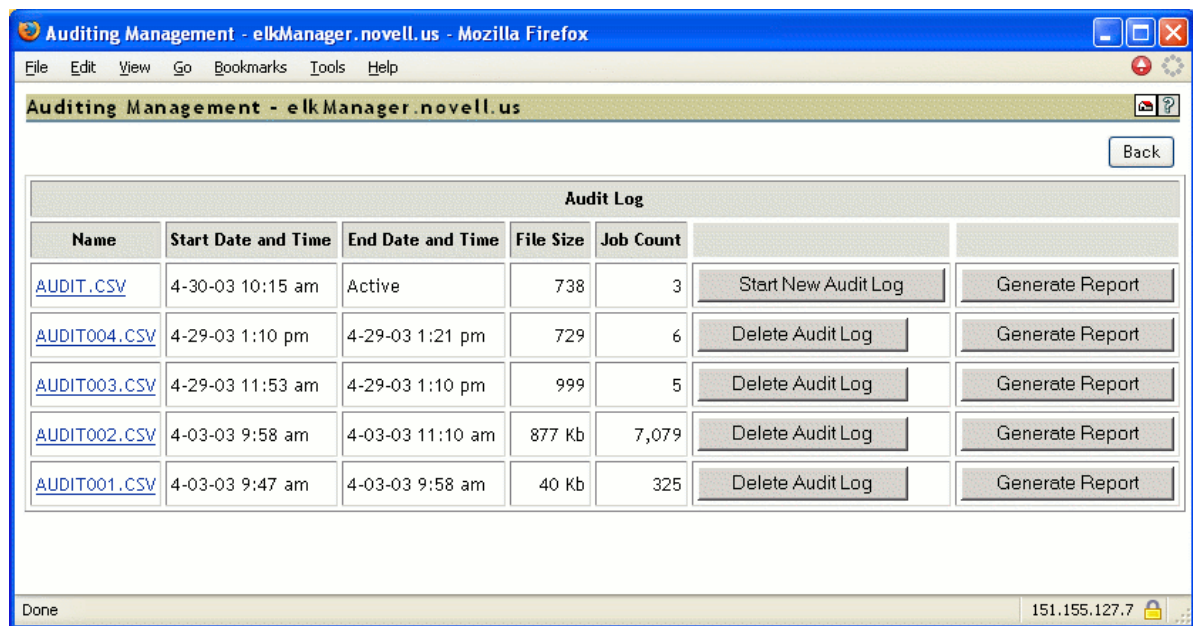 Auditing Management - elkManager.novell.us - Mozilla Firefox
File Edit View Go Bookmarks Tools Help
Auditing Management - elkManager.novell.us
?
Back
Audit Log
Name Start Date and Time End Date and Time File Size Job Count
AUDIT.CSV 4-30-03 10:15 am Active 738 3 Start New Audit Log Generate Report
AUDIT004.CSV 4-29-03 1:10 pm 4-29-03 1:21 pm 729 6 Delete Audit Log Generate Report
AUDIT003.CSV 4-29-03 11:53 am 4-29-03 1:10 pm 999 5 Delete Audit Log Generate Report
AUDIT002.CSV 4-03-03 9:58 am 4-03-03 11:10 am 877 Kb 7,079 Delete Audit Log Generate Report
AUDIT001.CSV 4-03-03 9:47 am 4-03-03 9:58 am 40 Kb 325 Delete Audit Log Generate Report
Done 151.155.127.7